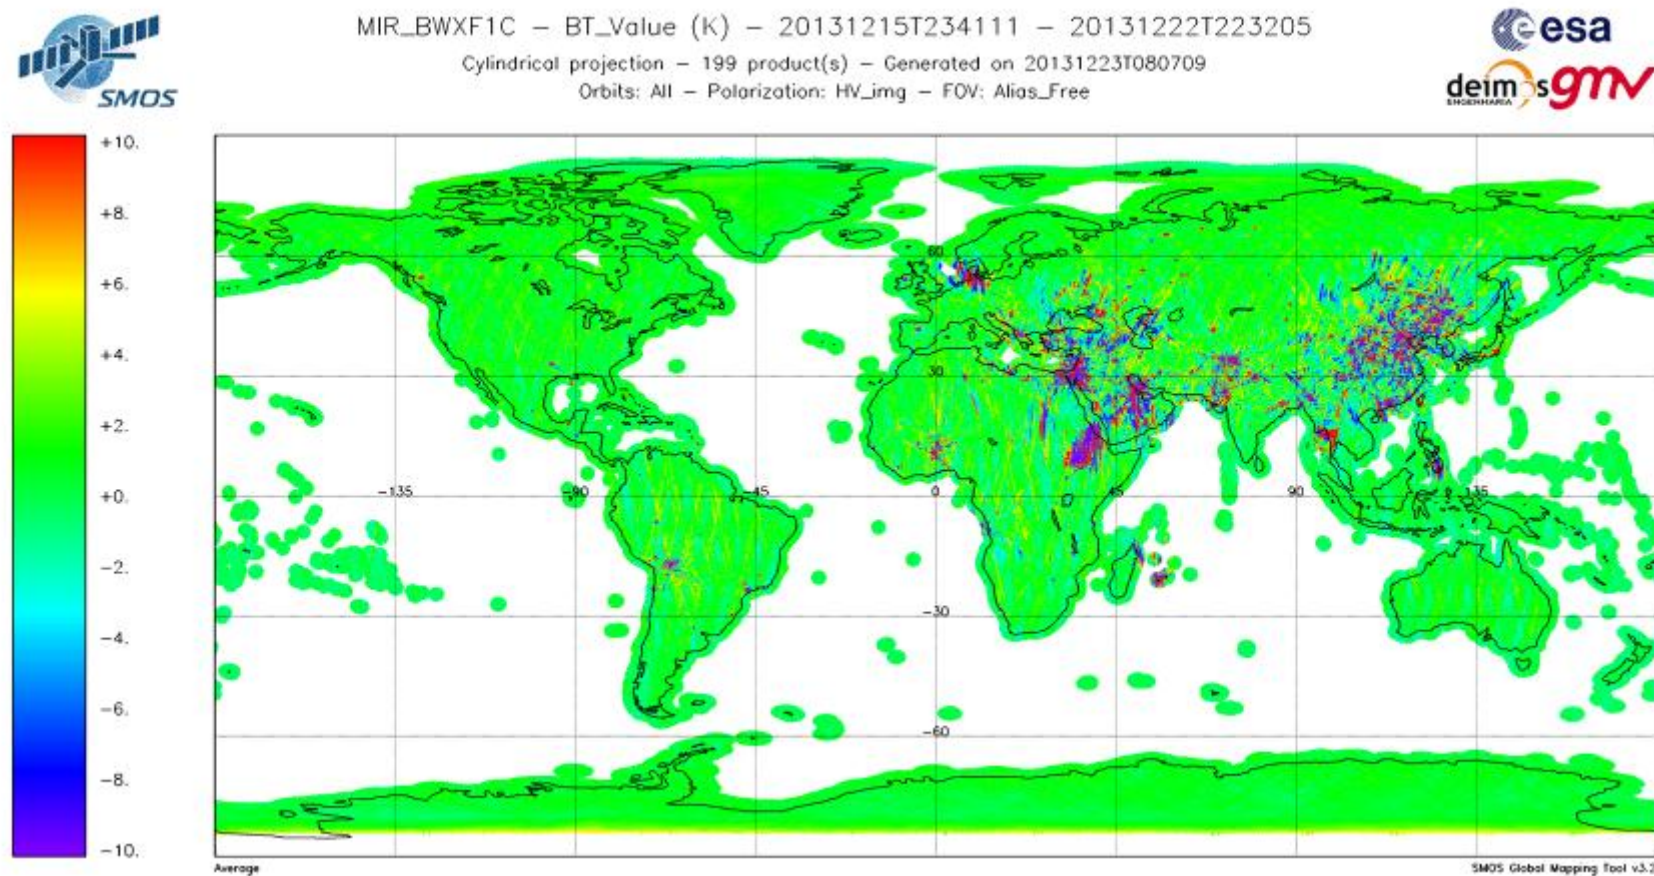 MIR_BWXF1C – BT_Value (K) – 20131215T234111 – 20131222T223205
Cylindrical projection – 199 product(s) – Generated on 20131223T080709
Orbits: All – Polarization: HV_img – FOV: Alias_Free
SMOS
esa
deimos
ENGENHARIA
gmv
+10.
+8.
+6.
+4.
+2.
+0.
−2.
−4.
−6.
−8.
−10.
60
30
−135
−90
−45
0
45
90
135
−30
−60
Average
SMOS Global Mapping Tool